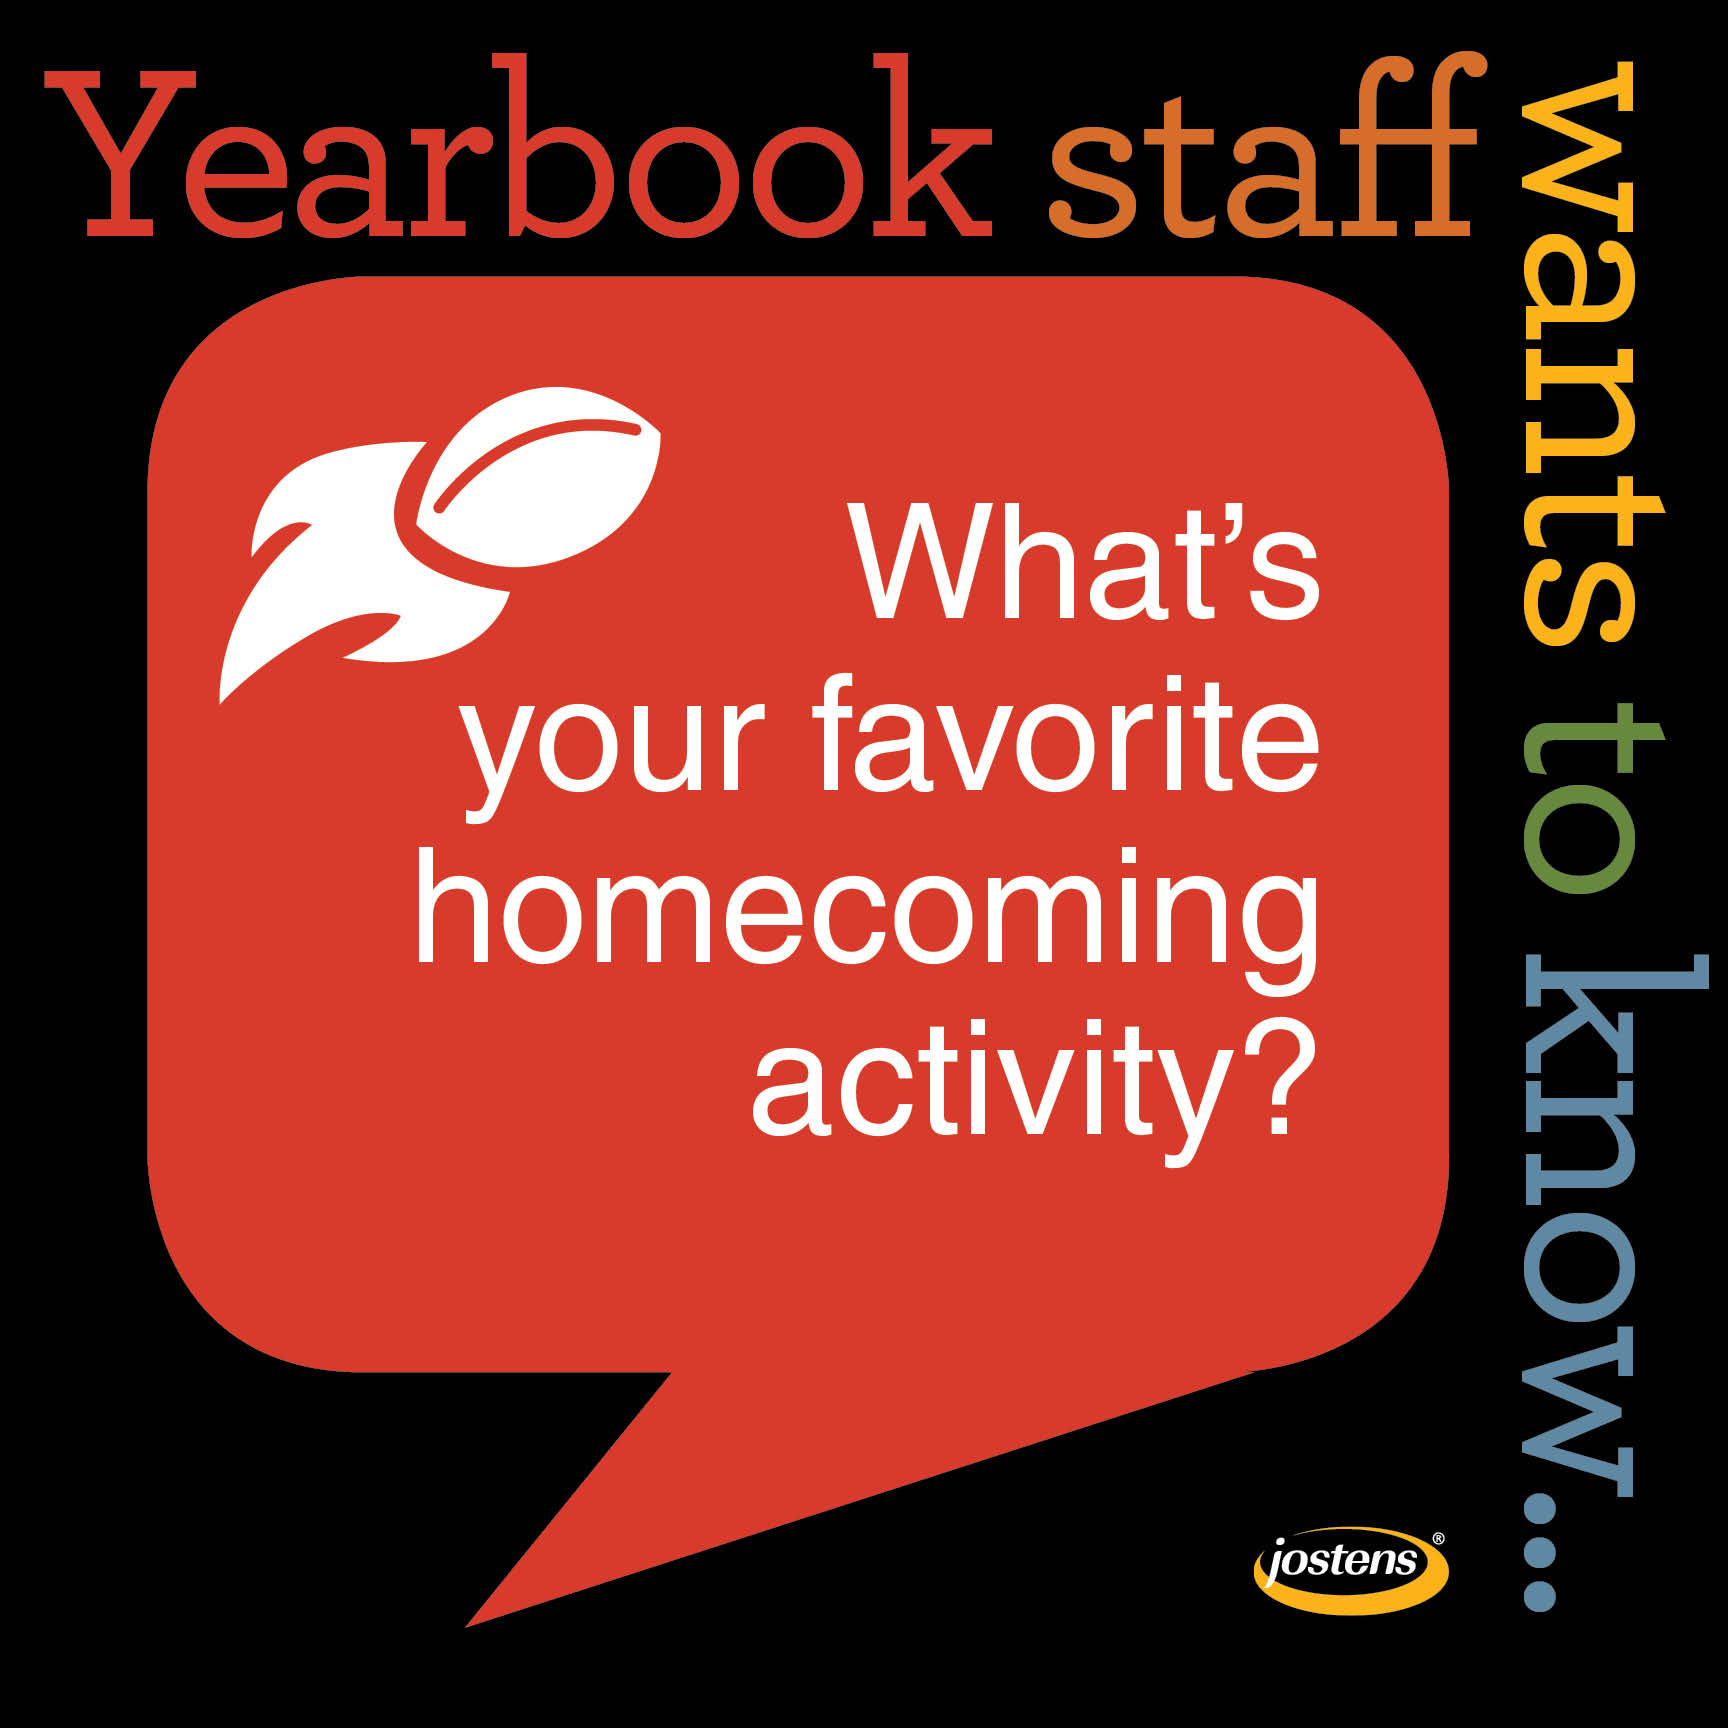 Yearbook staff
wants to know...
What's
your favorite
homecoming
activity?
jostens®